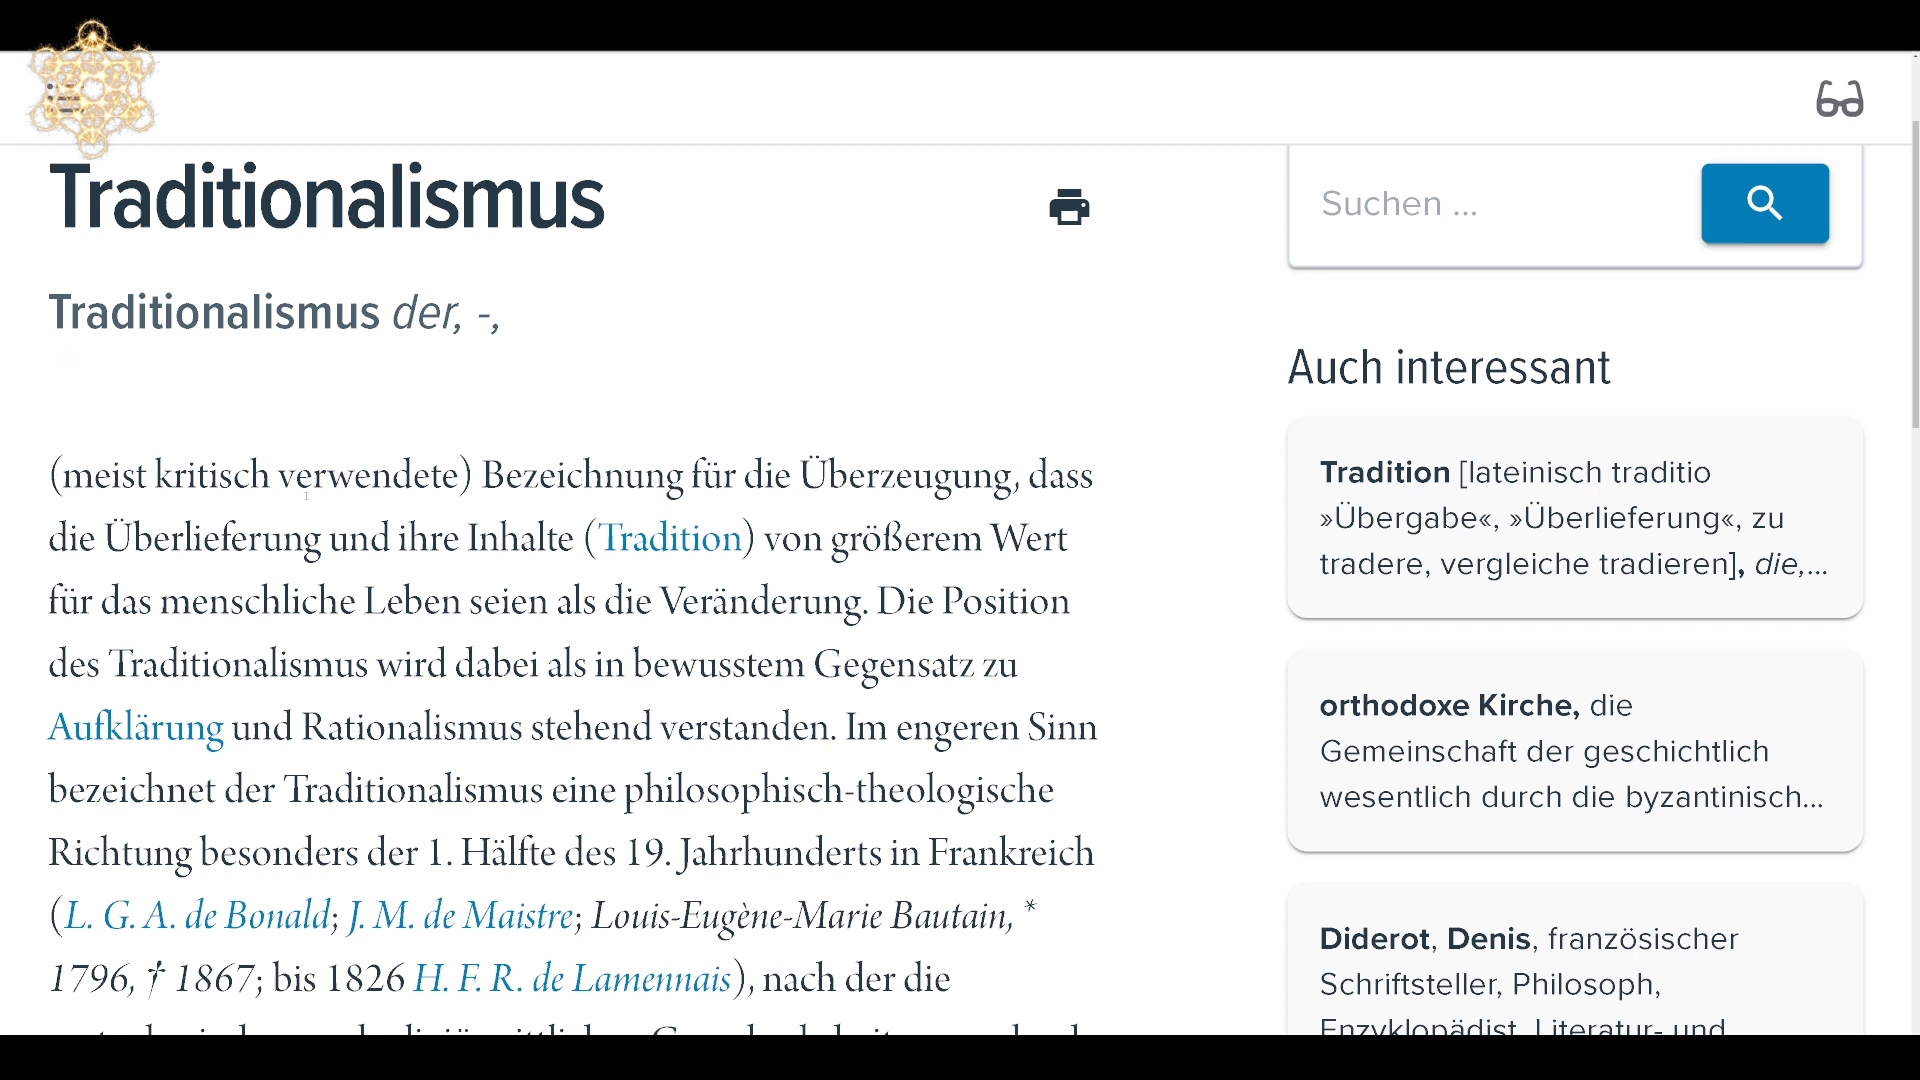 Traditionalismus
Traditionalismus der, -,
(meist kritisch verwendete) Bezeichnung für die Überzeugung, dass
die Überlieferung und ihre Inhalte (Tradition) von größerem Wert
für das menschliche Leben seien als die Veränderung. Die Position
des Traditionalismus wird dabei als in bewusstem Gegensatz zu
Aufklärung und Rationalismus stehend verstanden. Im engeren Sinn
bezeichnet der Traditionalismus eine philosophisch-theologische
Richtung besonders der 1. Hälfte des 19. Jahrhunderts in Frankreich
(L. G. A. de Bonald; J. M. de Maistre; Louis-Eugène-Marie Bautain, *
1796, † 1867; bis 1826 H. F. R. de Lamennais), nach der die
Suchen ...
Auch interessant
Tradition [lateinisch traditio
»Übergabe«, »Überlieferung«, zu
tradere, vergleiche tradieren], die,...
orthodoxe Kirche, die
Gemeinschaft der geschichtlich
wesentlich durch die byzantinisch...
Diderot, Denis, französischer
Schriftsteller, Philosoph,
Enzyklopädist, Literatur- und